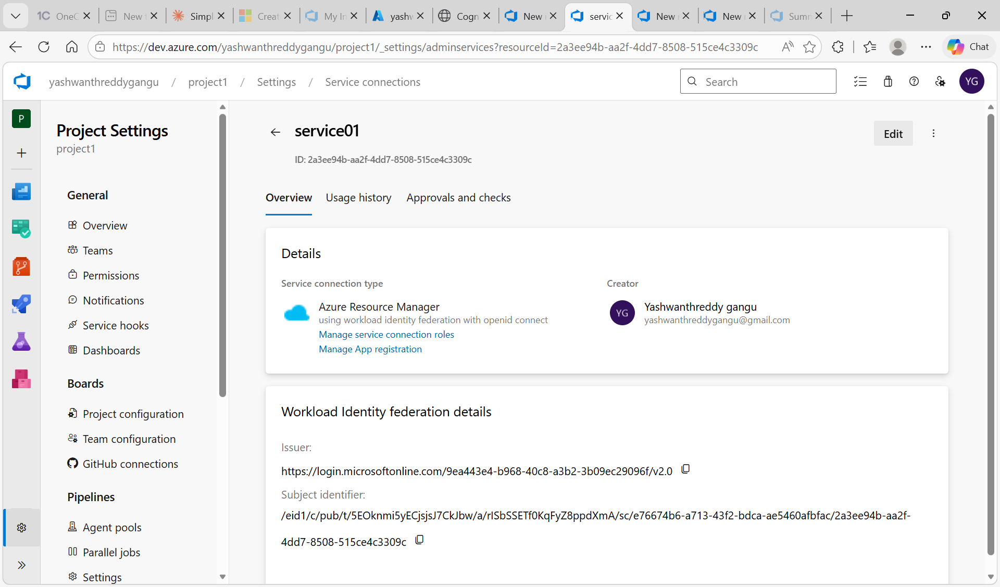 OneC
New t
Simpl
Creat
My In
yashw
Cogn
New
servic
New
New
Sumr
https://dev.azure.com/yashwanthreddygangu/project1/_settings/adminservices?resourceId=2a3ee94b-aa2f-4dd7-8508-515ce4c3309c
Chat
yashwanthreddygangu / project1 / Settings / Service connections
Search
YG
P
Project Settings
project1
General
Overview
Teams
Permissions
Notifications
Service hooks
Dashboards
Boards
Project configuration
Team configuration
GitHub connections
Pipelines
Agent pools
Parallel jobs
Settings
service01
Edit
ID: 2a3ee94b-aa2f-4dd7-8508-515ce4c3309c
Overview
Usage history
Approvals and checks
Details
Service connection type
Azure Resource Manager
using workload identity federation with openid connect
Manage service connection roles
Manage App registration
Creator
YG
Yashwanthreddy gangu
yashwanthreddygangu@gmail.com
Workload Identity federation details
Issuer:
https://login.microsoftonline.com/9ea443e4-b968-40c8-a3b2-3b09ec29096f/v2.0
Subject identifier:
/eid1/c/pub/t/5EOknmi5yECjsjsJ7CkJbw/a/rISbSSETf0KqFyZ8ppdXmA/sc/e76674b6-a713-43f2-bdca-ae5460afbfac/2a3ee94b-aa2f-
4dd7-8508-515ce4c3309c